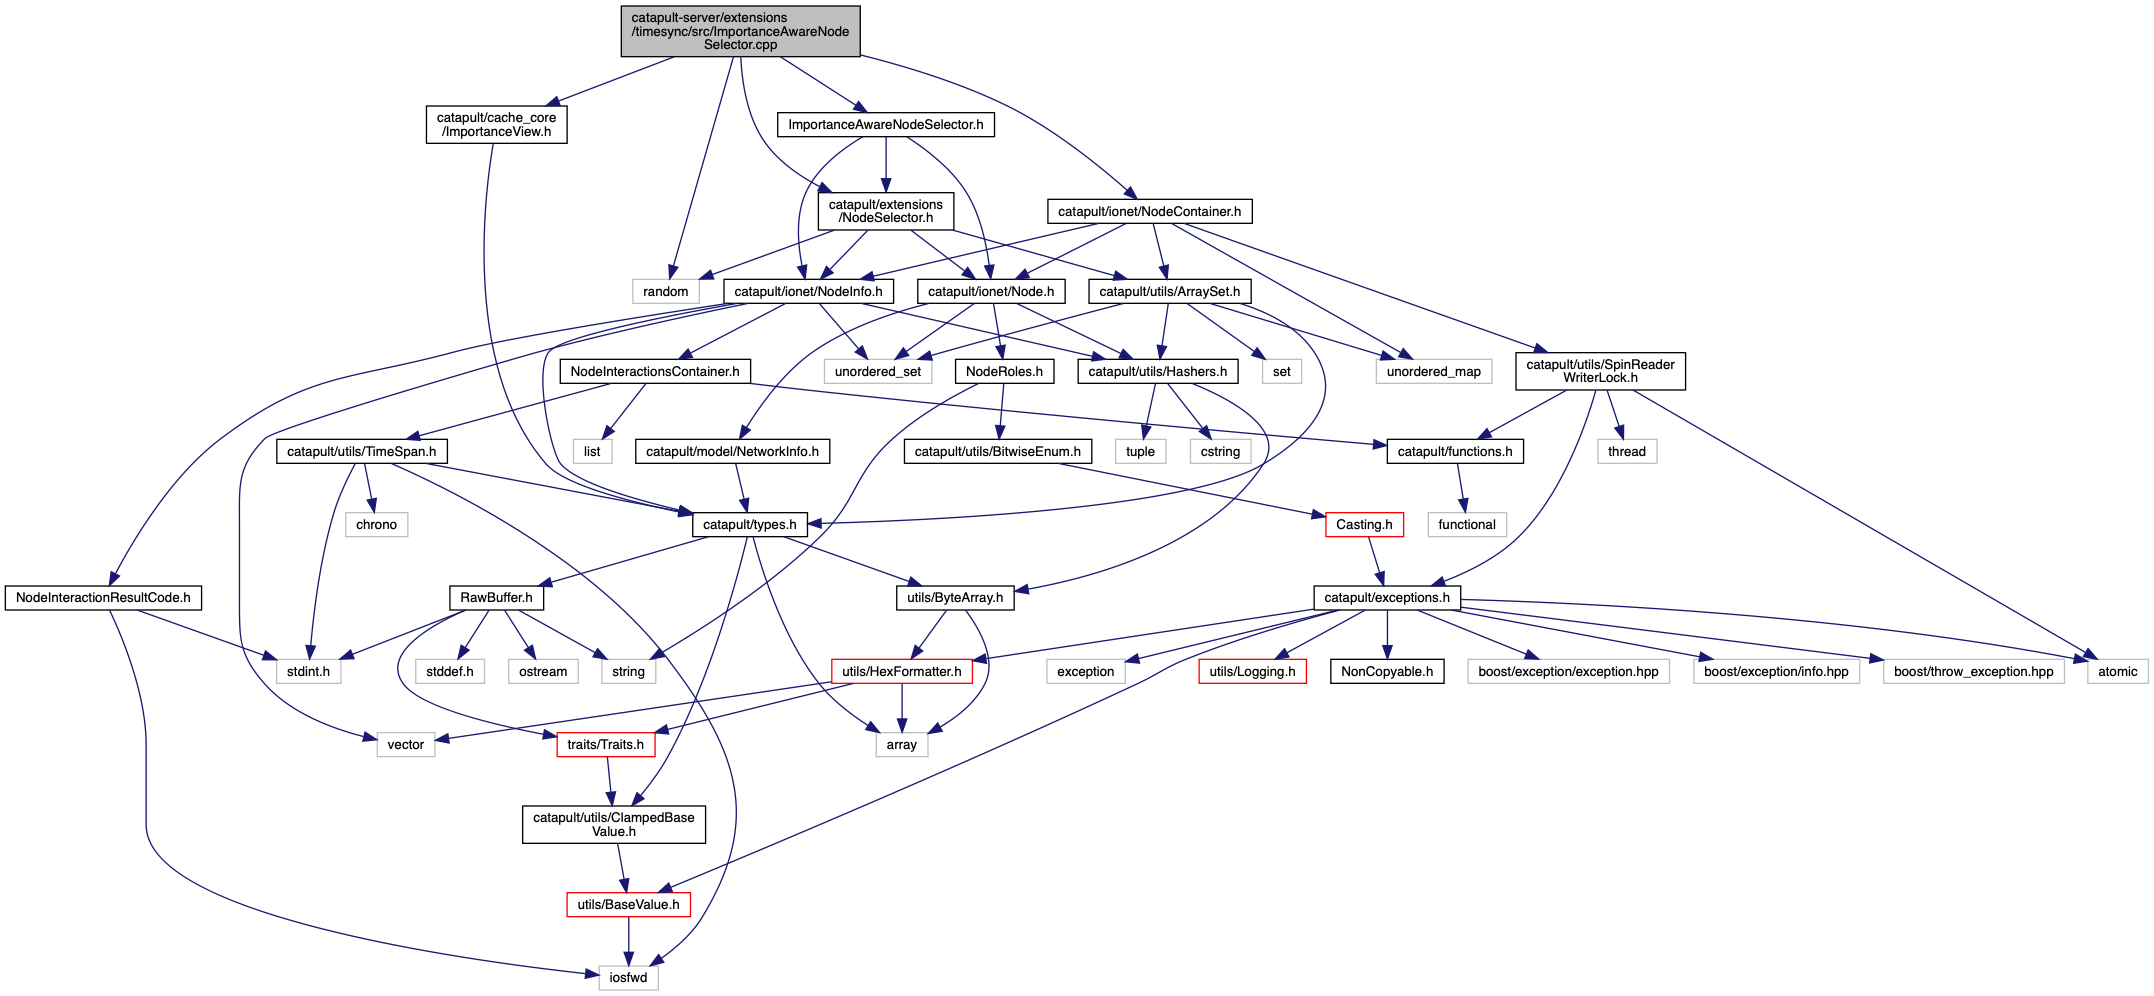 catapult-server/extensions
/timesync/src/ImportanceAwareNode
Selector.cpp
catapult/cache_core
/ImportanceView.h
ImportanceAwareNodeSelector.h
catapult/extensions
/NodeSelector.h
catapult/ionet/NodeContainer.h
random
catapult/ionet/NodeInfo.h
catapult/ionet/Node.h
catapult/utils/ArraySet.h
NodeInteractionsContainer.h
unordered_set
NodeRoles.h
catapult/utils/Hashers.h
set
unordered_map
catapult/utils/SpinReader
WriterLock.h
catapult/utils/TimeSpan.h
list
catapult/model/NetworkInfo.h
catapult/utils/BitwiseEnum.h
tuple
cstring
catapult/functions.h
thread
chrono
catapult/types.h
Casting.h
functional
NodeInteractionResultCode.h
RawBuffer.h
utils/ByteArray.h
catapult/exceptions.h
stdint.h
stddef.h
ostream
string
utils/HexFormatter.h
exception
utils/Logging.h
NonCopyable.h
boost/exception/exception.hpp
boost/exception/info.hpp
boost/throw_exception.hpp
atomic
vector
traits/Traits.h
array
catapult/utils/ClampedBase
Value.h
utils/BaseValue.h
iosfwd